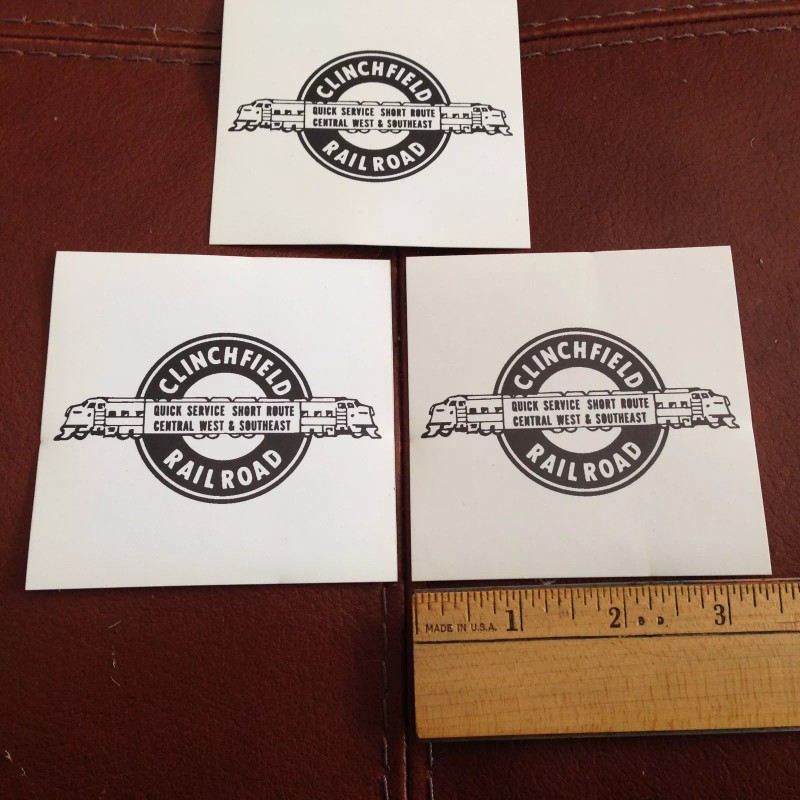 CLINCHFIELD
QUICK SERVICE SHORT ROUTE
CENTRAL WEST & SOUTHEAST
RAILROAD
CLINCHFIELD
QUICK SERVICE SHORT ROUTE
CENTRAL WEST & SOUTHEAST
RAILROAD
CLINCHFIELD
QUICK SERVICE SHORT ROUTE
CENTRAL WEST & SOUTHEAST
RAILROAD
MADE IN U.S.A. 1 2 B D 3